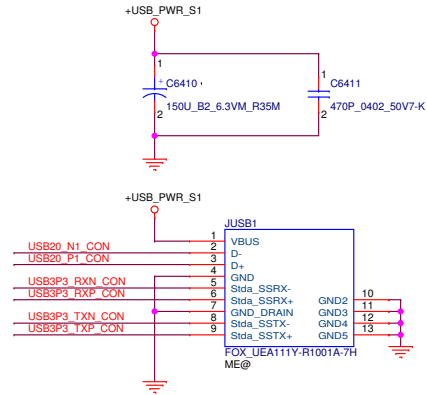 +USB_PWR_S1
1
+
C6410
150U_B2_6.3VM_R35M
2
1
C6411
470P_0402_50V7-K
2
+USB_PWR_S1
JUSB1
1 VBUS
USB20_N1_CON 2 D-
USB20_P1_CON 3 D+
4 GND
USB3P3_RXN_CON 5 Stda_SSRX-
USB3P3_RXP_CON 6 Stda_SSRX+ GND2 10
7 GND_DRAIN GND3 11
USB3P3_TXN_CON 8 Stda_SSTX- GND4 12
USB3P3_TXP_CON 9 Stda_SSTX+ GND5 13
FOX_UEA111Y-R1001A-7H
ME@